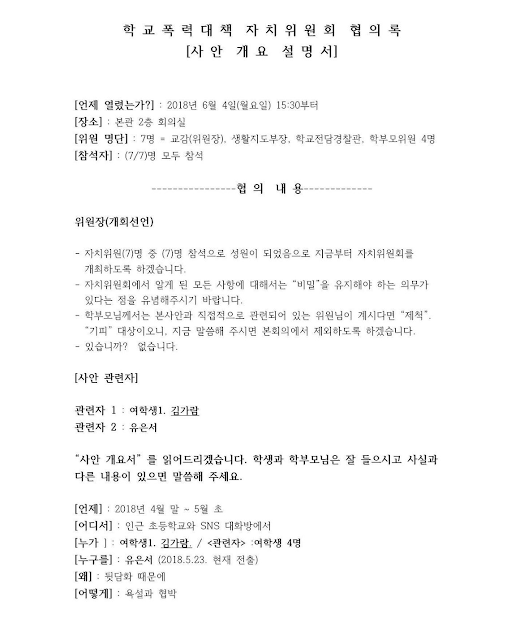 학 교 폭 력 대 책 자 치 위 원 회 협 의 록
[사 안 개 요 설 명 서]
[언제 열렸는가?] : 2018년 6월 4일(월요일) 15:30부터
[장소] : 본관 2층 회의실
[위원 명단] : 7명 = 교감(위원장), 생활지도부장, 학교전담경찰관, 학부모위원 4명
[참석자] : (7/7)명 모두 참석
----------------협 의 내 용-------------
위원장(개회선언)
- 자치위원(7)명 중 (7)명 참석으로 성원이 되었음으로 지금부터 자치위원회를
개최하도록 하겠습니다.
- 자치위원회에서 알게 된 모든 사항에 대해서는 “비밀”을 유지해야 하는 의무가
있다는 점을 유념해주시기 바랍니다.
- 학부모님께서는 본사안과 직접적으로 관련되어 있는 위원님이 계시다면 “제척”.
“기피” 대상이오니, 지금 말씀해 주시면 본회의에서 제외하도록 하겠습니다.
- 있습니까? 없습니다.
[사안 관련자]
관련자 1 : 여학생1. 김가람
관련자 2 : 유은서
“사안 개요서” 를 읽어드리겠습니다. 학생과 학부모님은 잘 들으시고 사실과
다른 내용이 있으면 말씀해 주세요.
[언제] : 2018년 4월 말 ~ 5월 초
[어디서] : 인근 초등학교와 SNS 대화방에서
[누가 ] : 여학생1. 김가람. / <관련자> :여학생 4명
[누구를] : 유은서 (2018.5.23. 현재 전출)
[왜] : 뒷담화 때문에
[어떻게] : 욕설과 협박